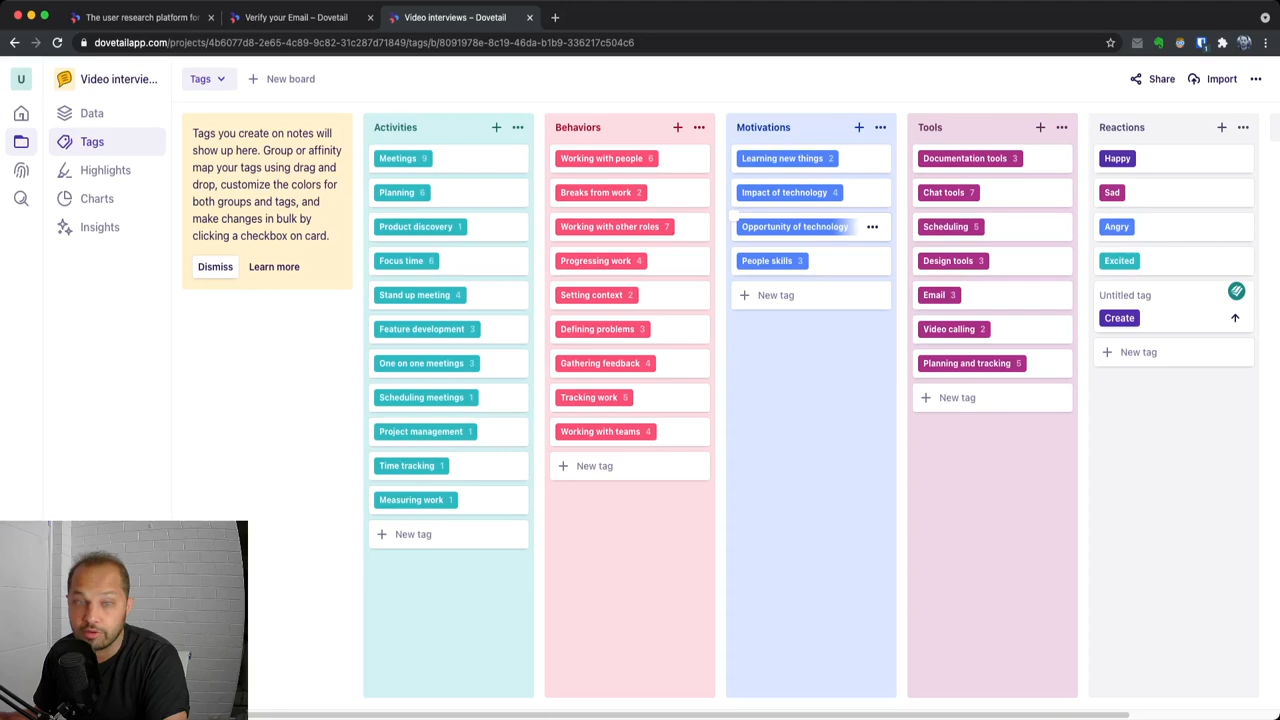 The user research platform for
Verify your Email – Dovetail
Video interviews – Dovetail
dovetailapp.com/projects/4b6077d8-2e65-4c89-9c82-31c287d71849/tags/b/8091978e-8c19-46da-b1b9-336217c504c6
U
Video intervie...
Tags
New board
Share
Import
Data
Tags
Highlights
Charts
Insights
Tags you create on notes will
show up here. Group or affinity
map your tags using drag and
drop, customize the colors for
both groups and tags, and
make changes in bulk by
clicking a checkbox on card.
Dismiss
Learn more
Activities
Meetings 9
Planning 6
Product discovery 1
Focus time 6
Stand up meeting 4
Feature development 3
One on one meetings 3
Scheduling meetings 1
Project management 1
Time tracking 1
Measuring work 1
New tag
Behaviors
Working with people 6
Breaks from work 2
Working with other roles 7
Progressing work 4
Setting context 2
Defining problems 3
Gathering feedback 4
Tracking work 5
Working with teams 4
New tag
Motivations
Learning new things 2
Impact of technology 4
Opportunity of technology
People skills 3
New tag
Tools
Documentation tools 3
Chat tools 7
Scheduling 5
Design tools 3
Email 3
Video calling 2
Planning and tracking 5
New tag
Reactions
Happy
Sad
Angry
Excited
Untitled tag
Create
New tag